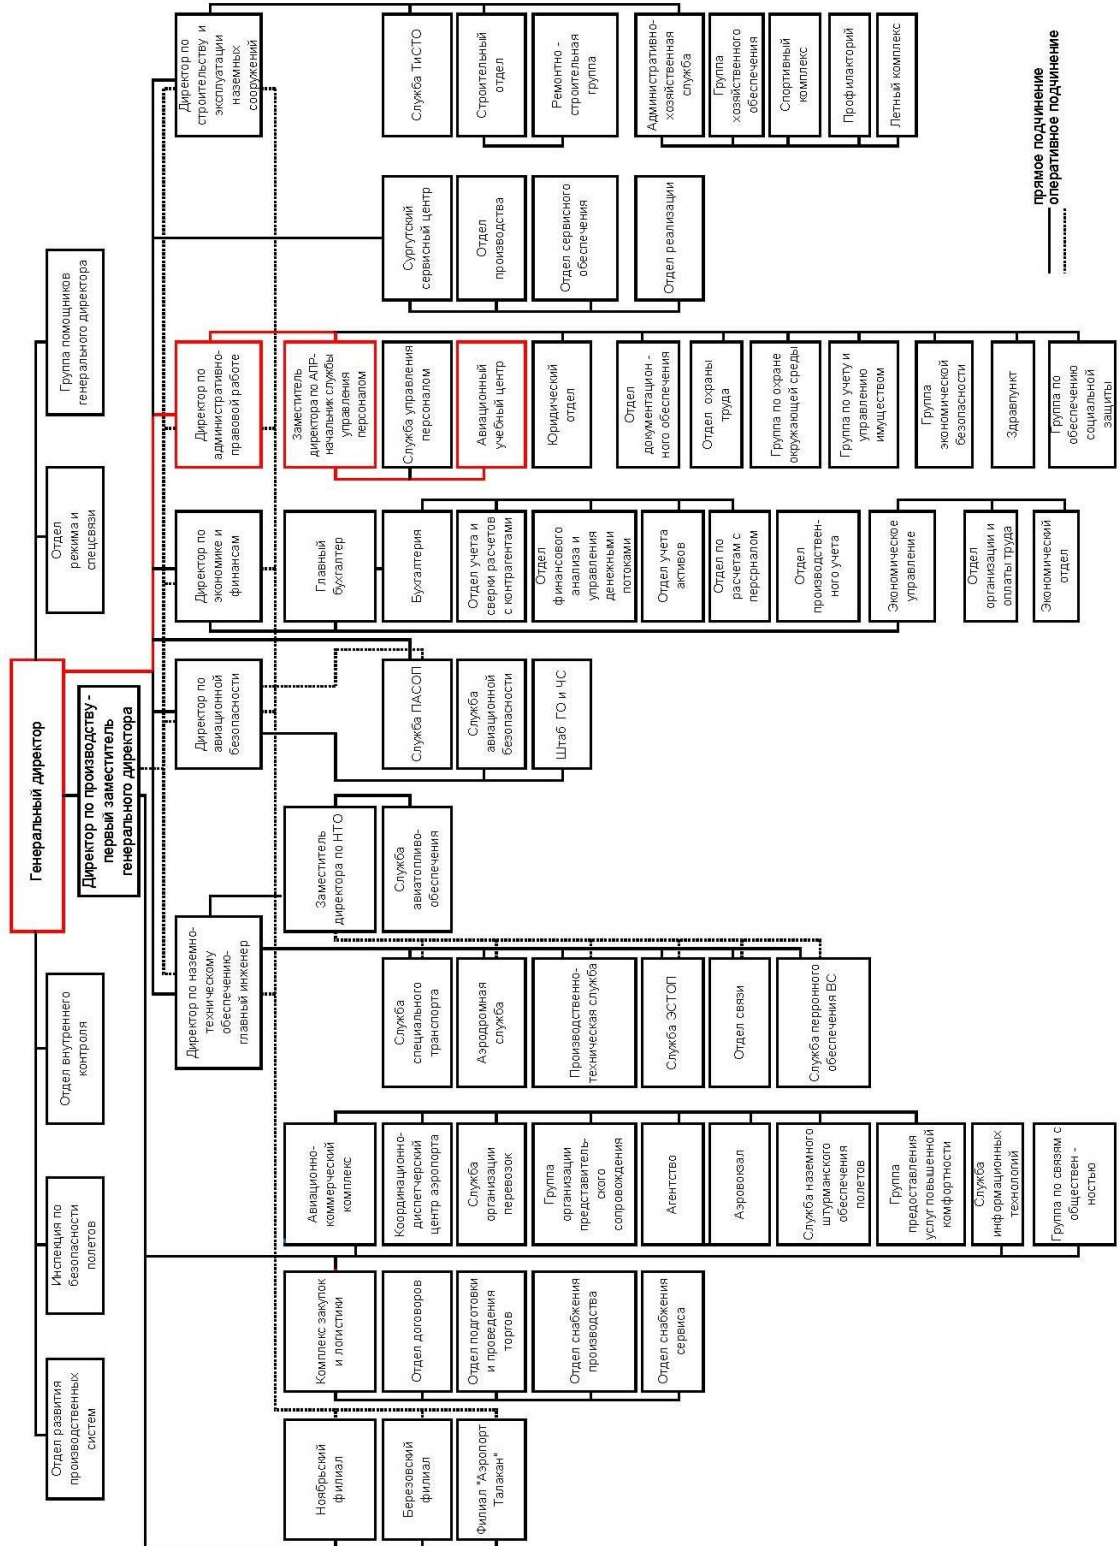 Генеральный директор
Директор по производству -
первый заместитель
генерального директора
Отдел развития
производственных
систем
Инспекция по
безопасности
полетов
Отдел внутреннего
контроля
Отдел
режима и
спецсвязи
Группа помощников
генерального директора
Директор по наземно-
техническому
обеспечению-
главный инженер
Директор по
авиационной
безопасности
Директор по
экономике и
финансам
Директор по
административно-
правовой работе
Директор по
строительству и
эксплуатации
наземных
сооружений
Ноябрьский
филиал
Березовский
филиал
Филиал "Аэропорт
Талакан"
Комплекс закупок
и логистики
Отдел договоров
Отдел подготовки
и проведения
торгов
Отдел снабжения
производства
Отдел снабжения
сервиса
Авиационно-
коммерческий
комплекс
Координационно-
диспетчерский
центр аэропорта
Служба
организации
перевозок
Группа
организации
представитель-
ского
сопровождения
Агентство
Аэровокзал
Служба наземного
штурманского
обеспечения
полетов
Группа
предоставления
услуг повышенной
комфортности
Служба
информационных
технологий
Группа по связям с
обществен -
ностью
Служба
специального
транспорта
Аэродромная
служба
Производственно-
техническая служба
Служба ЭСТОП
Отдел связи
Служба перронного
обеспечения ВС
Заместитель
директора по НТО
Служба
авиатопливо-
обеспечения
Служба ПАСОП
Служба
авиационной
безопасности
Штаб ГО и ЧС
Главный
бухгалтер
Бухгалтерия
Отдел учета и
сверки расчетов
с контрагентами
Отдел
финансового
анализа и
управления
денежными
потоками
Отдел учета
активов
Отдел по
расчетам с
персрналом
Отдел
производствен-
ного учета
Экономическое
управление
Отдел
организации и
оплаты труда
Экономический
отдел
Заместитель
директора по АПР-
начальник службы
управления
персоналом
Служба управления
персоналом
Авиационный
учебный центр
Юридический
отдел
Отдел
документацион -
ного обеспечения
Отдел охраны
труда
Группа по охране
окружающей среды
Группа по учету и
управлению
имуществом
Группа
экономической
безопасности
Здравпункт
Группа по
обеспечению
социальной
защиты
Сургутский
сервисный центр
Отдел
производства
Отдел сервисного
обеспечения
Отдел реализации
Служба ТиСТО
Строительный
отдел
Ремонтно -
строительная
группа
Административно-
хозяйственная
служба
Группа
хозяйственного
обеспечения
Спортивный
комплекс
Профилакторий
Летный комплекс
прямое подчинение
оперативное подчинение